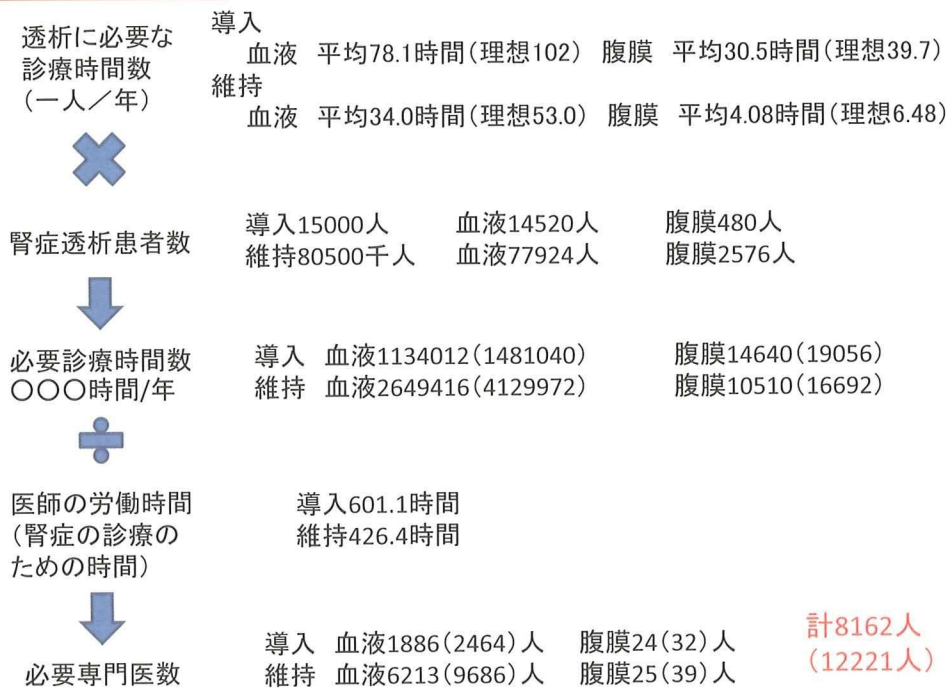 透析に必要な
診療時間数
(一人/年)
導入
血液 平均78.1時間(理想102) 腹膜 平均30.5時間(理想39.7)
維持
血液 平均34.0時間(理想53.0) 腹膜 平均4.08時間(理想6.48)
腎症透析患者数
導入15000人 血液14520人 腹膜480人
維持80500千人 血液77924人 腹膜2576人
必要診療時間数
〇〇〇時間/年
導入 血液1134012(1481040) 腹膜14640(19056)
維持 血液2649416(4129972) 腹膜10510(16692)
医師の労働時間
(腎症の診療の
ための時間)
導入601.1時間
維持426.4時間
必要専門医数
導入 血液1886(2464)人 腹膜24(32)人
維持 血液6213(9686)人 腹膜25(39)人
計8162人
(12221人)